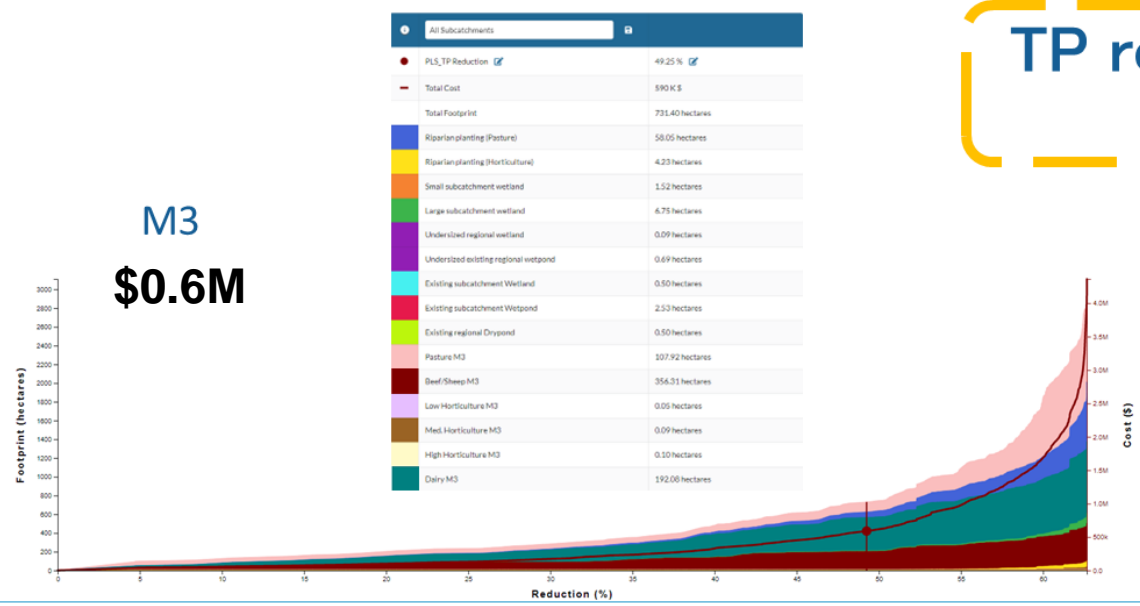 TP re
All Subcatchments
PLS_TP Reduction 49.25 %
Total Cost 590 K $
Total Footprint 731.40 hectares
Riparian planting (Pasture) 58.05 hectares
Riparian planting (Horticulture) 4.23 hectares
Small subcatchment wetland 1.52 hectares
Large subcatchment wetland 6.75 hectares
Undersized regional wetland 0.09 hectares
Undersized existing regional wetpond 0.69 hectares
Existing subcatchment Wetland 0.50 hectares
Existing subcatchment Wetpond 2.53 hectares
Existing regional Drypond 0.50 hectares
Pasture M3 107.92 hectares
Beef/Sheep M3 356.31 hectares
Low Horticulture M3 0.05 hectares
Med. Horticulture M3 0.09 hectares
High Horticulture M3 0.10 hectares
Dairy M3 192.08 hectares
M3
$0.6M
Footprint (hectares)
3000
2800
2600
2400
2200
2000
1800
1600
1400
1200
1000
800
600
400
200
0
4.0M
3.5M
3.0M
2.5M
2.0M
1.5M
1.0M
500k
0.0
Cost ($)
0 5 10 15 20 25 30 35 40 45 50 55 60
Reduction (%)